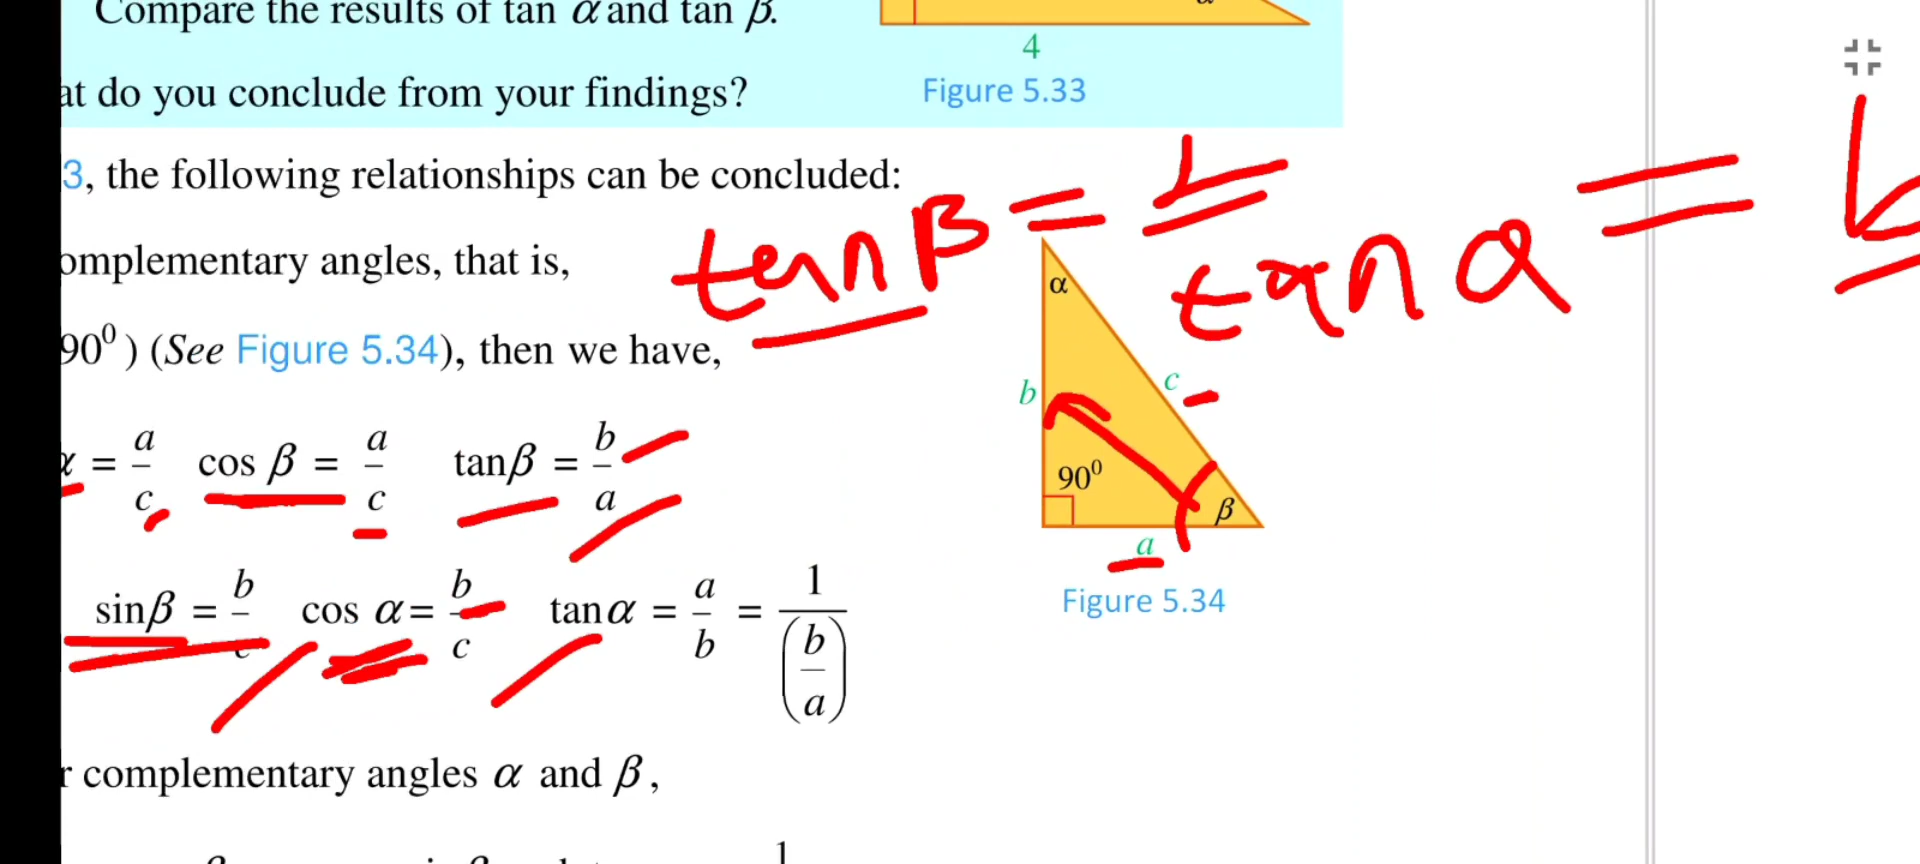 Compare the results of tan α and tan β.
4
at do you conclude from your findings?
Figure 5.33
3, the following relationships can be concluded:
tan β =
tan α = b
omplementary angles, that is,
90⁰ ) (See Figure 5.34), then we have,
α
b
c
90⁰
β
a
Figure 5.34
α = a/c cos β = a/c tanβ = b/a
sinβ = b/c cos α = b/c tanα = a/b = 1/(b/a)
r complementary angles α and β,